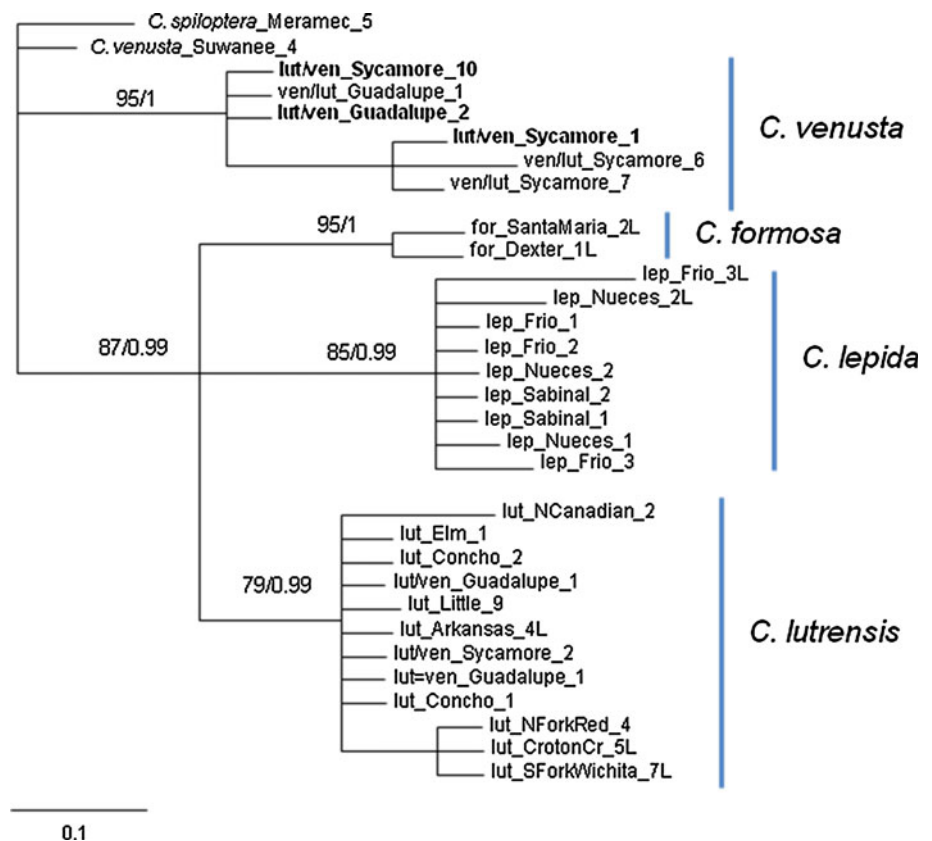 C. spiloptera_Meramec_5
C. venusta_Suwanee_4
lut/ven_Sycamore_10
95/1
ven/lut_Guadalupe_1
lut/ven_Guadalupe_2
C. venusta
lut/ven_Sycamore_1
ven/lut_Sycamore_6
ven/lut_Sycamore_7
95/1
for_SantaMaria_2L
C. formosa
for_Dexter_1L
lep_Frio_3L
lep_Nueces_2L
lep_Frio_1
87/0.99
85/0.99
lep_Frio_2
C. lepida
lep_Nueces_2
lep_Sabinal_2
lep_Sabinal_1
lep_Nueces_1
lep_Frio_3
lut_NCanadian_2
lut_Elm_1
lut_Concho_2
79/0.99
lut/ven_Guadalupe_1
lut_Little_9
lut_Arkansas_4L
C. lutrensis
lut/ven_Sycamore_2
lut=ven_Guadalupe_1
lut_Concho_1
lut_NForkRed_4
lut_CrotonCr_5L
lut_SForkWichita_7L
0.1